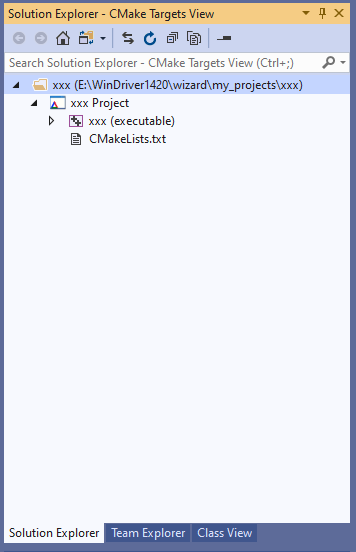 Solution Explorer - CMake Targets View
Search Solution Explorer - CMake Targets View (Ctrl+;)
xxx (E:\WinDriver1420\wizard\my_projects\xxx)
xxx Project
xxx (executable)
CMakeLists.txt
Solution Explorer Team Explorer Class View